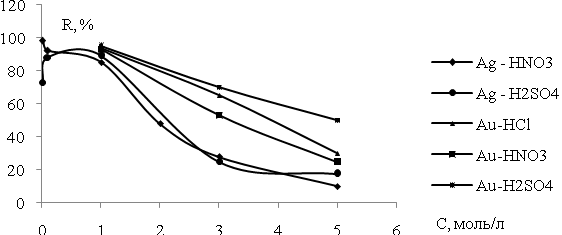 120
R, %
100
80
60
40
20
0
0 1 2 3 4 5 6
С, моль/л
Ag - HNO3
Ag - H2SO4
Au-HCl
Au-HNO3
Au-H2SO4